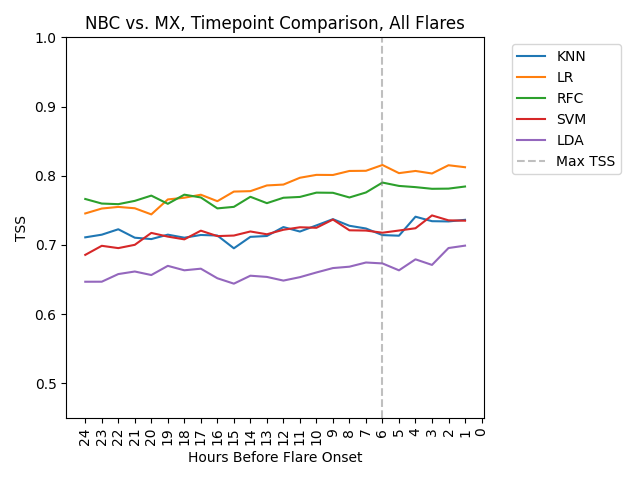 NBC vs. MX, Timepoint Comparison, All Flares
TSS
1.0
0.9
0.8
0.7
0.6
0.5
24 23 22 21 20 19 18 17 16 15 14 13 12 11 10 9 8 7 6 5 4 3 2 1 0
Hours Before Flare Onset
KNN
LR
RFC
SVM
LDA
Max TSS